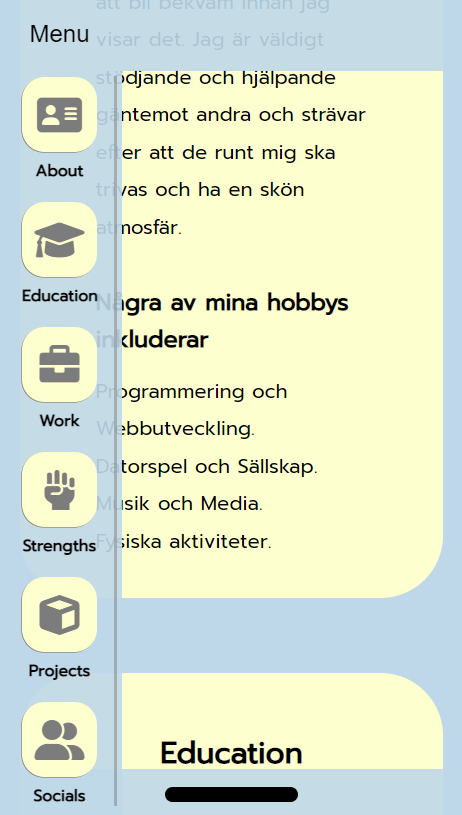 att bli bekväm innan jag
Menu
visar det. Jag är väldigt
stödjande och hjälpande
gentemot andra och strävar
efter att de runt mig ska
trivas och ha en skön
atmosfär.
Några av mina hobbys
inkluderar
Programmering och
Webbutveckling.
Datorspel och Sällskap.
Musik och Media.
Fysiska aktiviteter.
Education
About
Education
Work
Strengths
Projects
Socials